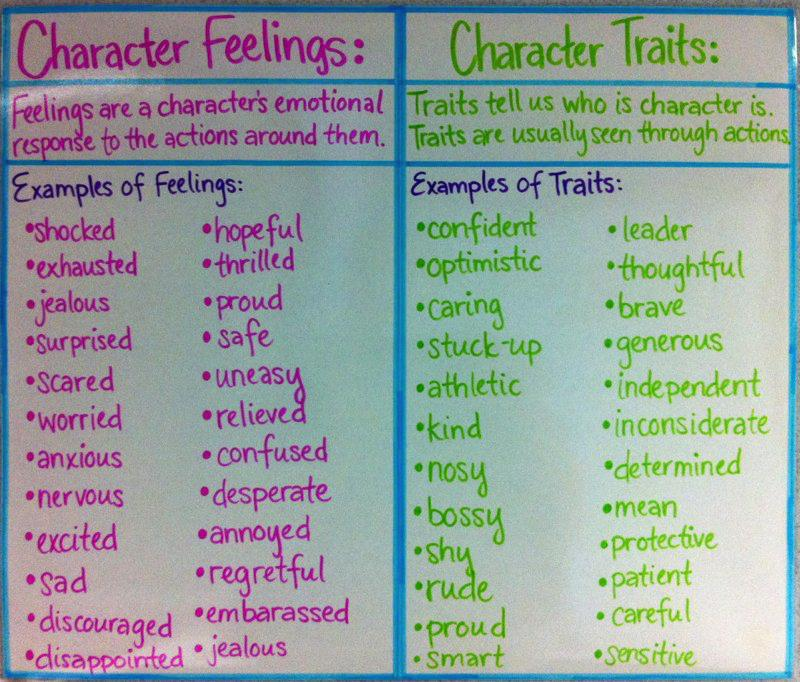 Character Feelings:
Feelings are a character's emotional
response to the actions around them.
Examples of Feelings:
•shocked
•exhausted
•jealous
•surprised
•scared
•worried
•anxious
•nervous
•excited
•sad
•discouraged
•disappointed
•hopeful
•thrilled
•proud
•safe
•uneasy
•relieved
•confused
•desperate
•annoyed
•regretful
•embarassed
•jealous
Character Traits:
Traits tell us who is character is.
Traits are usually seen through actions.
Examples of Traits:
•confident
•optimistic
•caring
•stuck-up
•athletic
•kind
•nosy
•bossy
•shy
•rude
•proud
•smart
•leader
•thoughtful
•brave
•generous
•independent
•inconsiderate
•determined
•mean
•protective
•patient
•careful
•sensitive